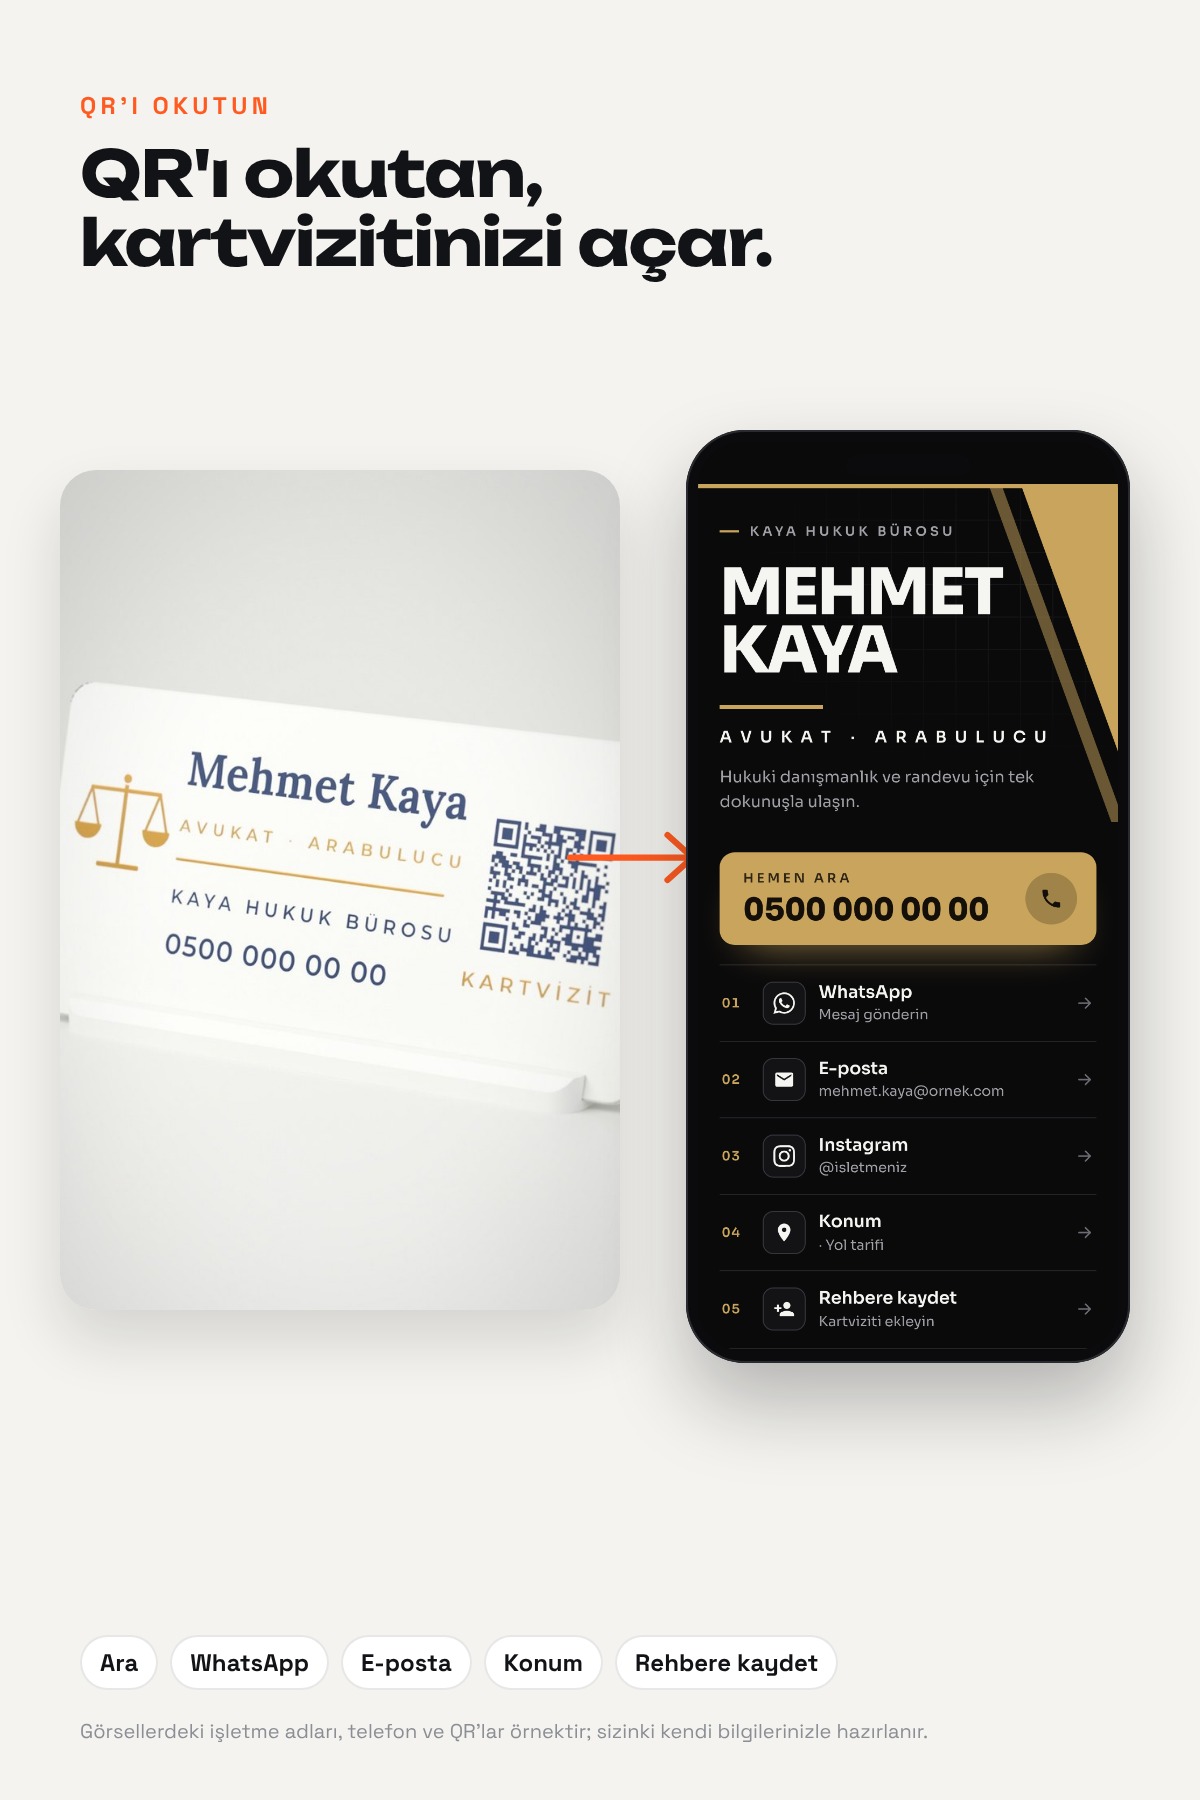 QR'I OKUTUN
QR'ı okutan,
kartvizitinizi açar.
Mehmet Kaya
AVUKAT · ARABULUCU
KAYA HUKUK BÜROSU
0500 000 00 00
KARTVİZİT
KAYA HUKUK BÜROSU
MEHMET
KAYA
AVUKAT · ARABULUCU
Hukuki danışmanlık ve randevu için tek
dokunuşla ulaşın.
HEMEN ARA
0500 000 00 00
01 WhatsApp
Mesaj gönderin
02 E-posta
mehmet.kaya@ornek.com
03 Instagram
@isletmeniz
04 Konum
· Yol tarifi
05 Rehbere kaydet
Kartviziti ekleyin
Ara WhatsApp E-posta Konum Rehbere kaydet
Görsellerdeki işletme adları, telefon ve QR'lar örnektir; sizinki kendi bilgilerinizle hazırlanır.